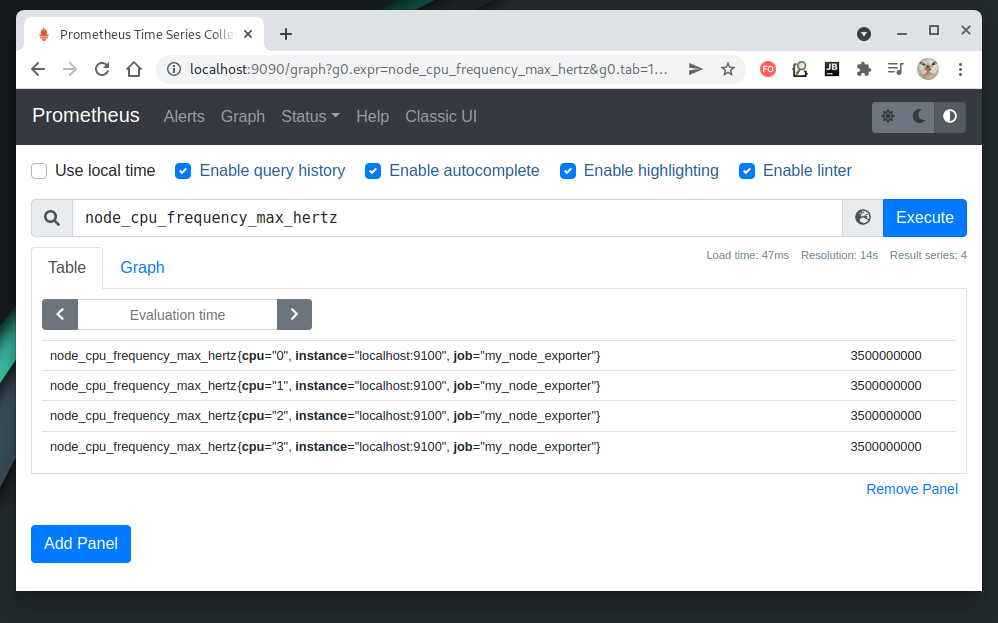 Prometheus Time Series Colle
localhost:9090/graph?g0.expr=node_cpu_frequency_max_hertz&g0.tab=1...
FO
JB
Prometheus Alerts Graph Status Help Classic UI
Use local time Enable query history Enable autocomplete Enable highlighting Enable linter
node_cpu_frequency_max_hertz Execute
Load time: 47ms Resolution: 14s Result series: 4
Table Graph
Evaluation time
node_cpu_frequency_max_hertz{cpu="0", instance="localhost:9100", job="my_node_exporter"} 3500000000
node_cpu_frequency_max_hertz{cpu="1", instance="localhost:9100", job="my_node_exporter"} 3500000000
node_cpu_frequency_max_hertz{cpu="2", instance="localhost:9100", job="my_node_exporter"} 3500000000
node_cpu_frequency_max_hertz{cpu="3", instance="localhost:9100", job="my_node_exporter"} 3500000000
Remove Panel
Add Panel